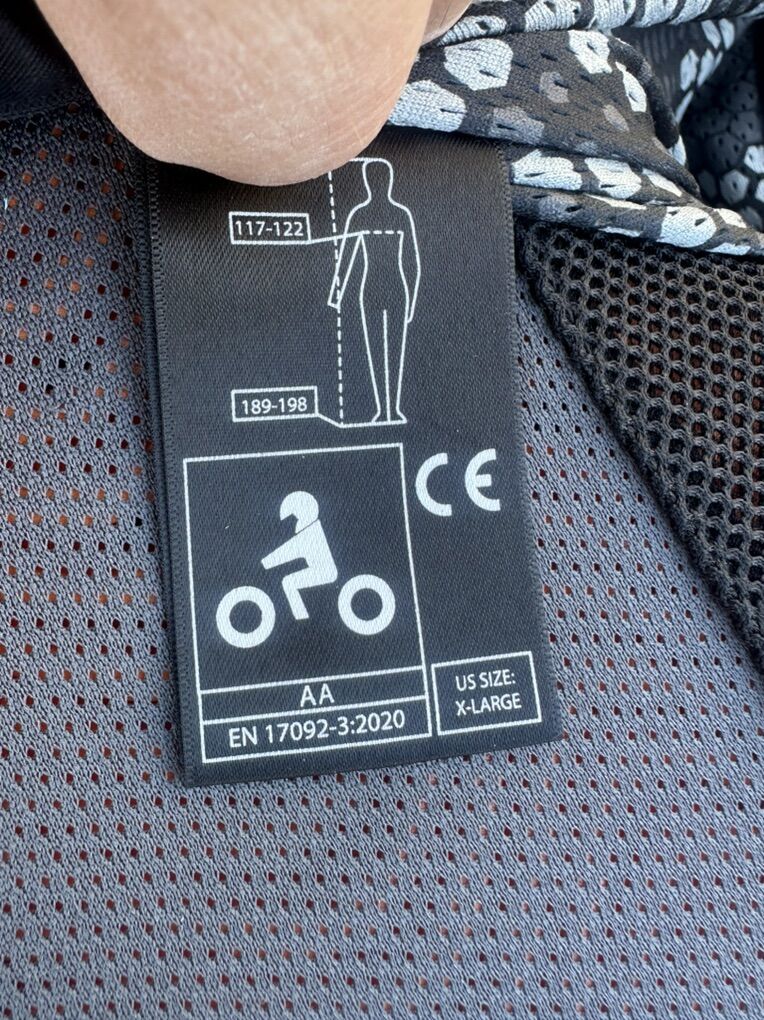 117-122
189-198
CE
AA
EN 17092-3:2020
US SIZE:
X-LARGE